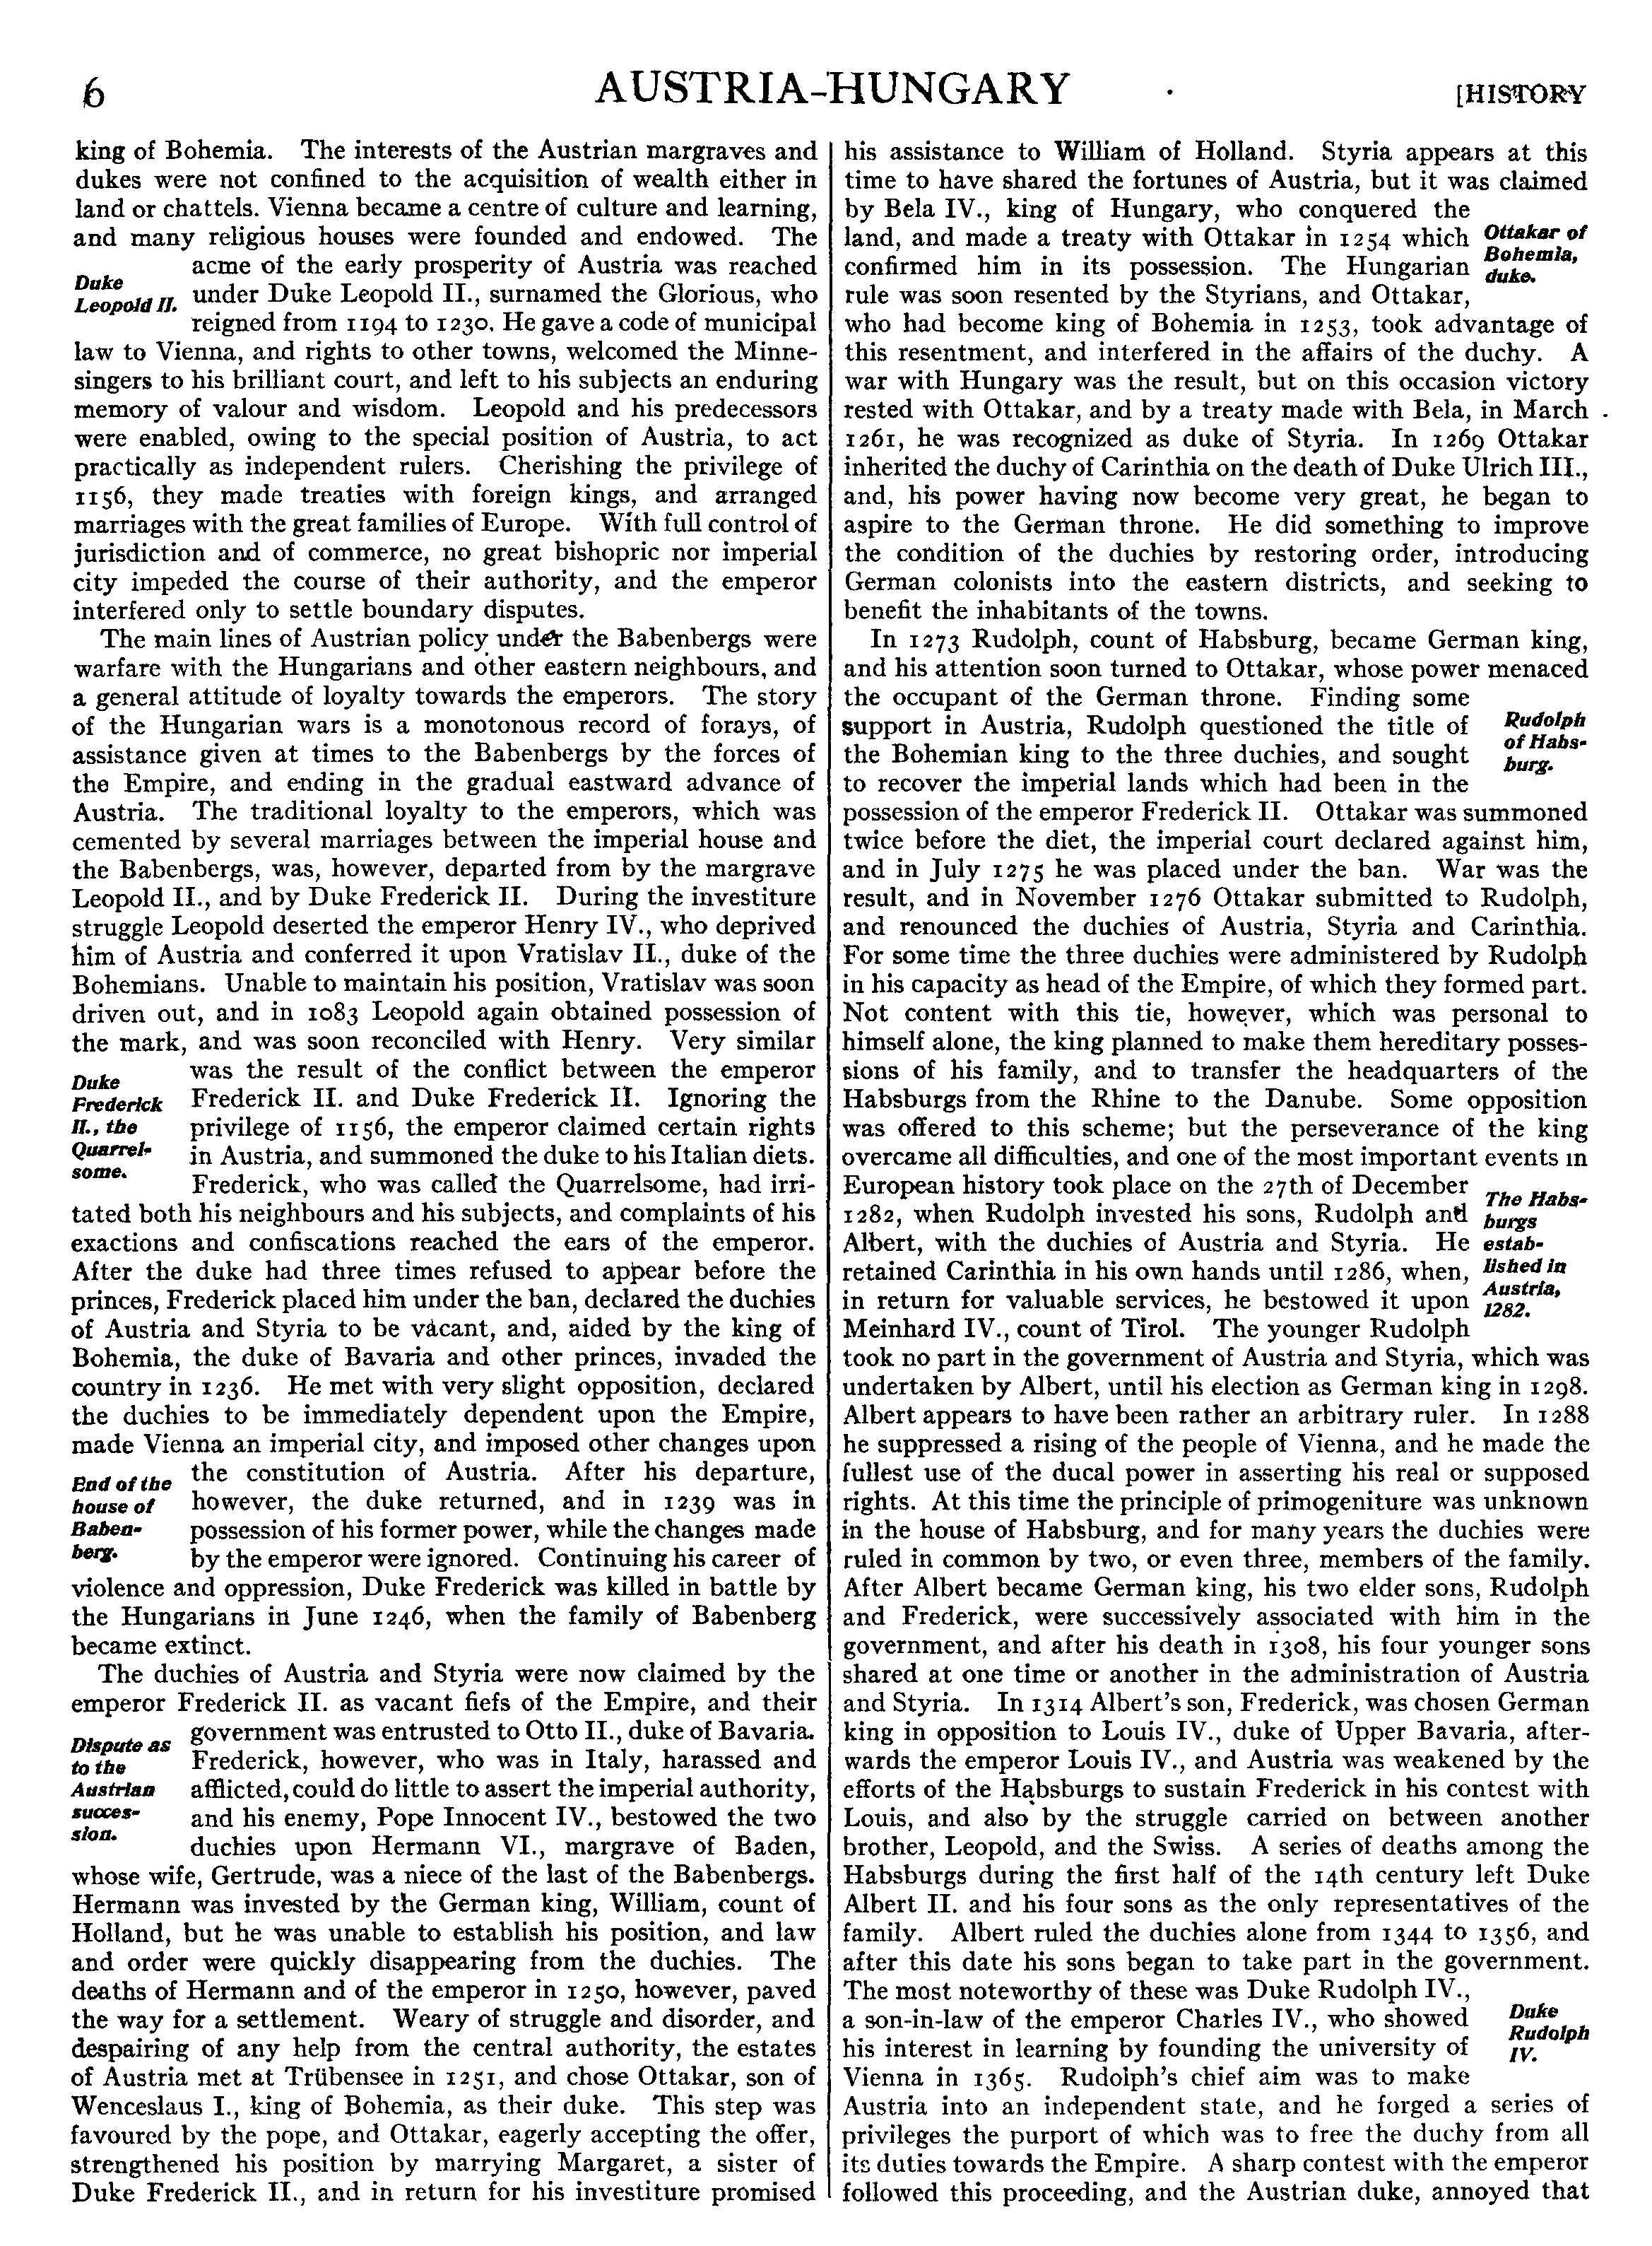 6
AUSTRIA-HUNGARY
[HISTORY
king of Bohemia. The interests of the Austrian margraves and
dukes were not confined to the acquisition of wealth either in
land or chattels. Vienna became a centre of culture and learning,
and many religious houses were founded and endowed. The
Duke
Leopold II.
acme of the early prosperity of Austria was reached
under Duke Leopold II., surnamed the Glorious, who
reigned from 1194 to 1230. He gave a code of municipal
law to Vienna, and rights to other towns, welcomed the Minne-
singers to his brilliant court, and left to his subjects an enduring
memory of valour and wisdom. Leopold and his predecessors
were enabled, owing to the special position of Austria, to act
practically as independent rulers. Cherishing the privilege of
1156, they made treaties with foreign kings, and arranged
marriages with the great families of Europe. With full control of
jurisdiction and of commerce, no great bishopric nor imperial
city impeded the course of their authority, and the emperor
interfered only to settle boundary disputes.
The main lines of Austrian policy under the Babenbergs were
warfare with the Hungarians and other eastern neighbours, and
a general attitude of loyalty towards the emperors. The story
of the Hungarian wars is a monotonous record of forays, of
assistance given at times to the Babenbergs by the forces of
the Empire, and ending in the gradual eastward advance of
Austria. The traditional loyalty to the emperors, which was
cemented by several marriages between the imperial house and
the Babenbergs, was, however, departed from by the margrave
Leopold II., and by Duke Frederick II. During the investiture
struggle Leopold deserted the emperor Henry IV., who deprived
him of Austria and conferred it upon Vratislav II., duke of the
Bohemians. Unable to maintain his position, Vratislav was soon
driven out, and in 1083 Leopold again obtained possession of
the mark, and was soon reconciled with Henry. Very similar
Duke
Frederick
II., the
Quarrel-
some.
was the result of the conflict between the emperor
Frederick II. and Duke Frederick II. Ignoring the
privilege of 1156, the emperor claimed certain rights
in Austria, and summoned the duke to his Italian diets.
Frederick, who was called the Quarrelsome, had irri-
tated both his neighbours and his subjects, and complaints of his
exactions and confiscations reached the ears of the emperor.
After the duke had three times refused to appear before the
princes, Frederick placed him under the ban, declared the duchies
of Austria and Styria to be vacant, and, aided by the king of
Bohemia, the duke of Bavaria and other princes, invaded the
country in 1236. He met with very slight opposition, declared
the duchies to be immediately dependent upon the Empire,
made Vienna an imperial city, and imposed other changes upon
End of the
house of
Baben-
berg.
the constitution of Austria. After his departure,
however, the duke returned, and in 1239 was in
possession of his former power, while the changes made
by the emperor were ignored. Continuing his career of
violence and oppression, Duke Frederick was killed in battle by
the Hungarians in June 1246, when the family of Babenberg
became extinct.
The duchies of Austria and Styria were now claimed by the
emperor Frederick II. as vacant fiefs of the Empire, and their
Dispute as
to the
Austrian
succes-
sion.
government was entrusted to Otto II., duke of Bavaria.
Frederick, however, who was in Italy, harassed and
afflicted, could do little to assert the imperial authority,
and his enemy, Pope Innocent IV., bestowed the two
duchies upon Hermann VI., margrave of Baden,
whose wife, Gertrude, was a niece of the last of the Babenbergs.
Hermann was invested by the German king, William, count of
Holland, but he was unable to establish his position, and law
and order were quickly disappearing from the duchies. The
deaths of Hermann and of the emperor in 1250, however, paved
the way for a settlement. Weary of struggle and disorder, and
despairing of any help from the central authority, the estates
of Austria met at Trübensee in 1251, and chose Ottakar, son of
Wenceslaus I., king of Bohemia, as their duke. This step was
favoured by the pope, and Ottakar, eagerly accepting the offer,
strengthened his position by marrying Margaret, a sister of
Duke Frederick II., and in return for his investiture promised
his assistance to William of Holland. Styria appears at this
time to have shared the fortunes of Austria, but it was claimed
by Bela IV., king of Hungary, who conquered the
land, and made a treaty with Ottakar in 1254 which
confirmed him in its possession. The Hungarian
rule was soon resented by the Styrians, and Ottakar,
Ottakar of
Bohemia,
duke.
who had become king of Bohemia in 1253, took advantage of
this resentment, and interfered in the affairs of the duchy. A
war with Hungary was the result, but on this occasion victory
rested with Ottakar, and by a treaty made with Bela, in March
1261, he was recognized as duke of Styria. In 1269 Ottakar
inherited the duchy of Carinthia on the death of Duke Ulrich III.,
and, his power having now become very great, he began to
aspire to the German throne. He did something to improve
the condition of the duchies by restoring order, introducing
German colonists into the eastern districts, and seeking to
benefit the inhabitants of the towns.
In 1273 Rudolph, count of Habsburg, became German king,
and his attention soon turned to Ottakar, whose power menaced
the occupant of the German throne. Finding some
support in Austria, Rudolph questioned the title of
the Bohemian king to the three duchies, and sought
to recover the imperial lands which had been in the
Rudolph
of Habs-
burg.
possession of the emperor Frederick II. Ottakar was summoned
twice before the diet, the imperial court declared against him,
and in July 1275 he was placed under the ban. War was the
result, and in November 1276 Ottakar submitted to Rudolph,
and renounced the duchies of Austria, Styria and Carinthia.
For some time the three duchies were administered by Rudolph
in his capacity as head of the Empire, of which they formed part.
Not content with this tie, however, which was personal to
himself alone, the king planned to make them hereditary posses-
sions of his family, and to transfer the headquarters of the
Habsburgs from the Rhine to the Danube. Some opposition
was offered to this scheme; but the perseverance of the king
overcame all difficulties, and one of the most important events in
European history took place on the 27th of December
1282, when Rudolph invested his sons, Rudolph and
Albert, with the duchies of Austria and Styria. He
retained Carinthia in his own hands until 1286, when,
in return for valuable services, he bestowed it upon
Meinhard IV., count of Tirol. The younger Rudolph
The Habs-
burgs
estab-
lished in
Austria,
1282.
took no part in the government of Austria and Styria, which was
undertaken by Albert, until his election as German king in 1298.
Albert appears to have been rather an arbitrary ruler. In 1288
he suppressed a rising of the people of Vienna, and he made the
fullest use of the ducal power in asserting his real or supposed
rights. At this time the principle of primogeniture was unknown
in the house of Habsburg, and for many years the duchies were
ruled in common by two, or even three, members of the family.
After Albert became German king, his two elder sons, Rudolph
and Frederick, were successively associated with him in the
government, and after his death in 1308, his four younger sons
shared at one time or another in the administration of Austria
and Styria. In 1314 Albert's son, Frederick, was chosen German
king in opposition to Louis IV., duke of Upper Bavaria, after-
wards the emperor Louis IV., and Austria was weakened by the
efforts of the Habsburgs to sustain Frederick in his contest with
Louis, and also by the struggle carried on between another
brother, Leopold, and the Swiss. A series of deaths among the
Habsburgs during the first half of the 14th century left Duke
Albert II. and his four sons as the only representatives of the
family. Albert ruled the duchies alone from 1344 to 1356, and
after this date his sons began to take part in the government.
The most noteworthy of these was Duke Rudolph IV.,
a son-in-law of the emperor Charles IV., who showed
his interest in learning by founding the university of
Vienna in 1365. Rudolph's chief aim was to make
Duke
Rudolph
IV.
Austria into an independent state, and he forged a series of
privileges the purport of which was to free the duchy from all
its duties towards the Empire. A sharp contest with the emperor
followed this proceeding, and the Austrian duke, annoyed that